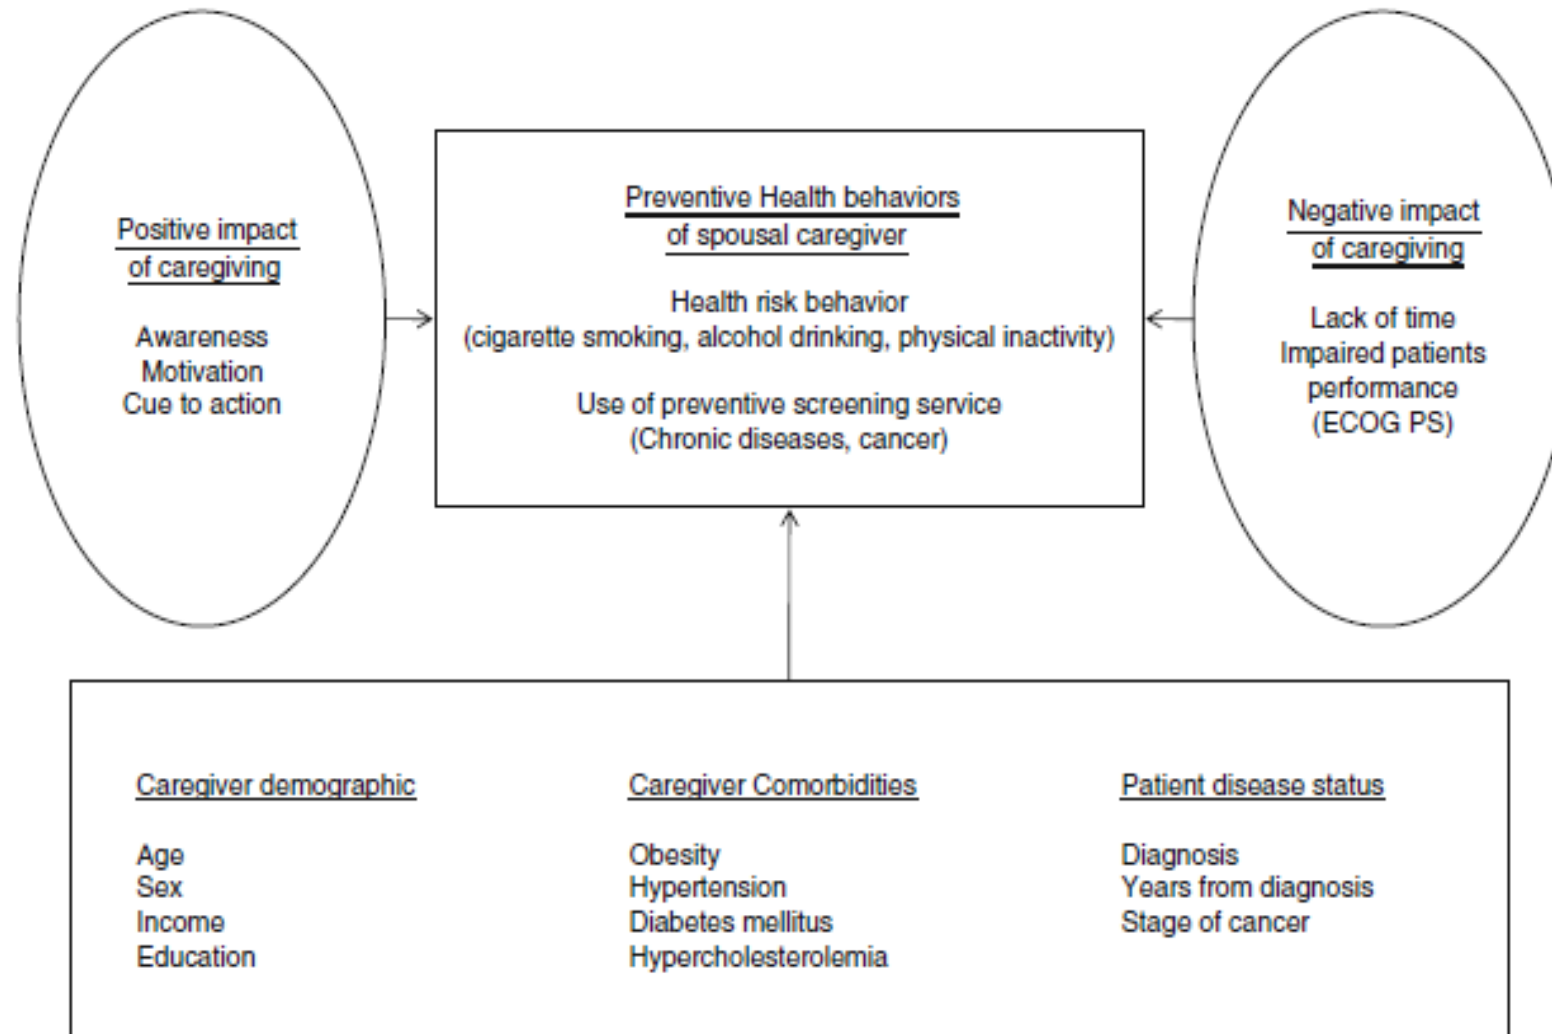 Positive impact
of caregiving
Awareness
Motivation
Cue to action
Preventive Health behaviors
of spousal caregiver
Health risk behavior
(cigarette smoking, alcohol drinking, physical inactivity)
Use of preventive screening service
(Chronic diseases, cancer)
Negative impact
of caregiving
Lack of time
Impaired patients
performance
(ECOG PS)
Caregiver demographic
Age
Sex
Income
Education
Caregiver Comorbidities
Obesity
Hypertension
Diabetes mellitus
Hypercholesterolemia
Patient disease status
Diagnosis
Years from diagnosis
Stage of cancer